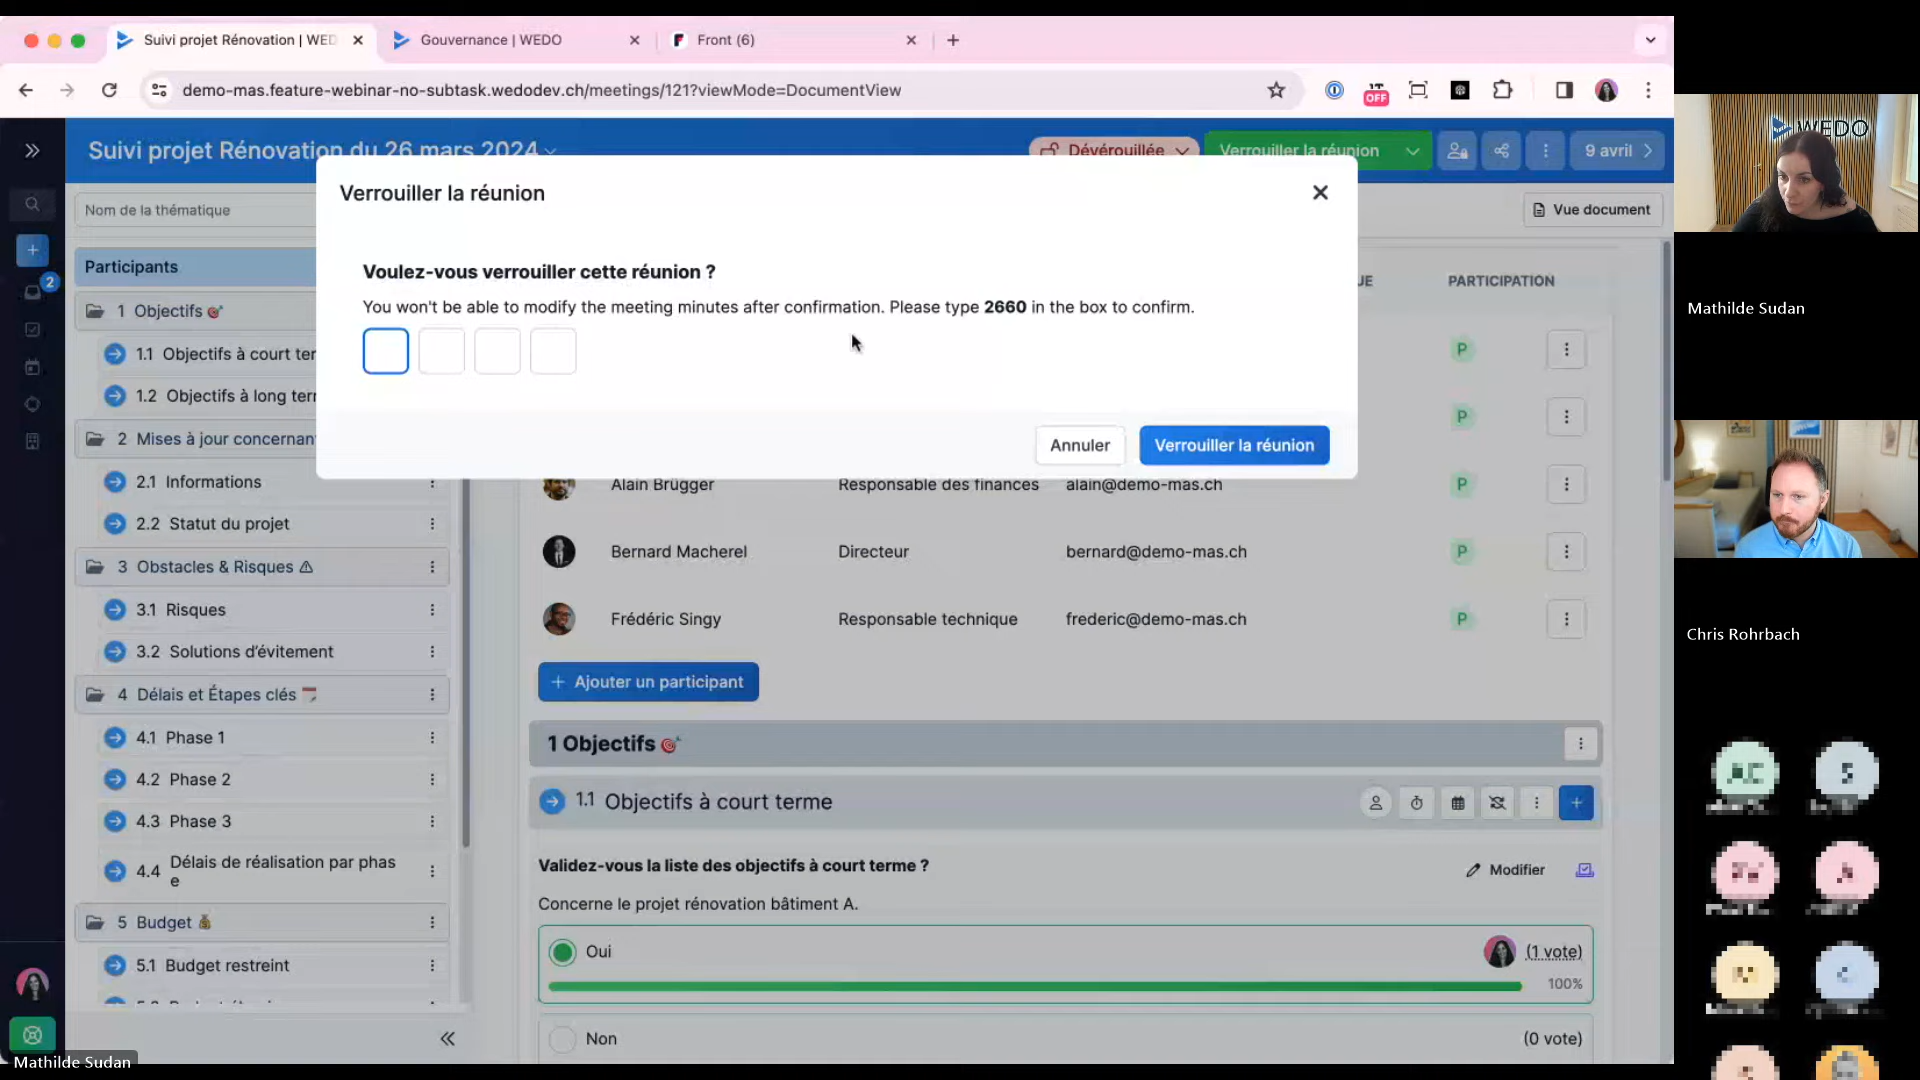 Suivi projet Rénovation | WED
Gouvernance | WEDO
Front (6)
demo-mas.feature-webinar-no-subtask.wedodev.ch/meetings/121?viewMode=DocumentView
OFF
Suivi projet Rénovation du 26 mars 2024
Dévérouillée
Verrouiller la réunion
9 avril
Nom de la thématique
Vue document
Verrouiller la réunion
Voulez-vous verrouiller cette réunion ?
You won't be able to modify the meeting minutes after confirmation. Please type 2660 in the box to confirm.
Annuler
Verrouiller la réunion
2
Participants
1 Objectifs
1.1 Objectifs à court ter
1.2 Objectifs à long terr
2 Mises à jour concernan
2.1 Informations
2.2 Statut du projet
3 Obstacles & Risques
3.1 Risques
3.2 Solutions d'évitement
4 Délais et Étapes clés
4.1 Phase 1
4.2 Phase 2
4.3 Phase 3
4.4 Délais de réalisation par phas
e
5 Budget
5.1 Budget restreint
UE
PARTICIPATION
P
P
Alain Brügger Responsable des finances alain@demo-mas.ch P
Bernard Macherel Directeur bernard@demo-mas.ch P
Frédéric Singy Responsable technique frederic@demo-mas.ch P
+ Ajouter un participant
1 Objectifs
1.1 Objectifs à court terme
Validez-vous la liste des objectifs à court terme ?
Modifier
Concerne le projet rénovation bâtiment A.
Oui
(1 vote)
100%
Non
(0 vote)
Mathilde Sudan
WEDO
Mathilde Sudan
Chris Rohrbach